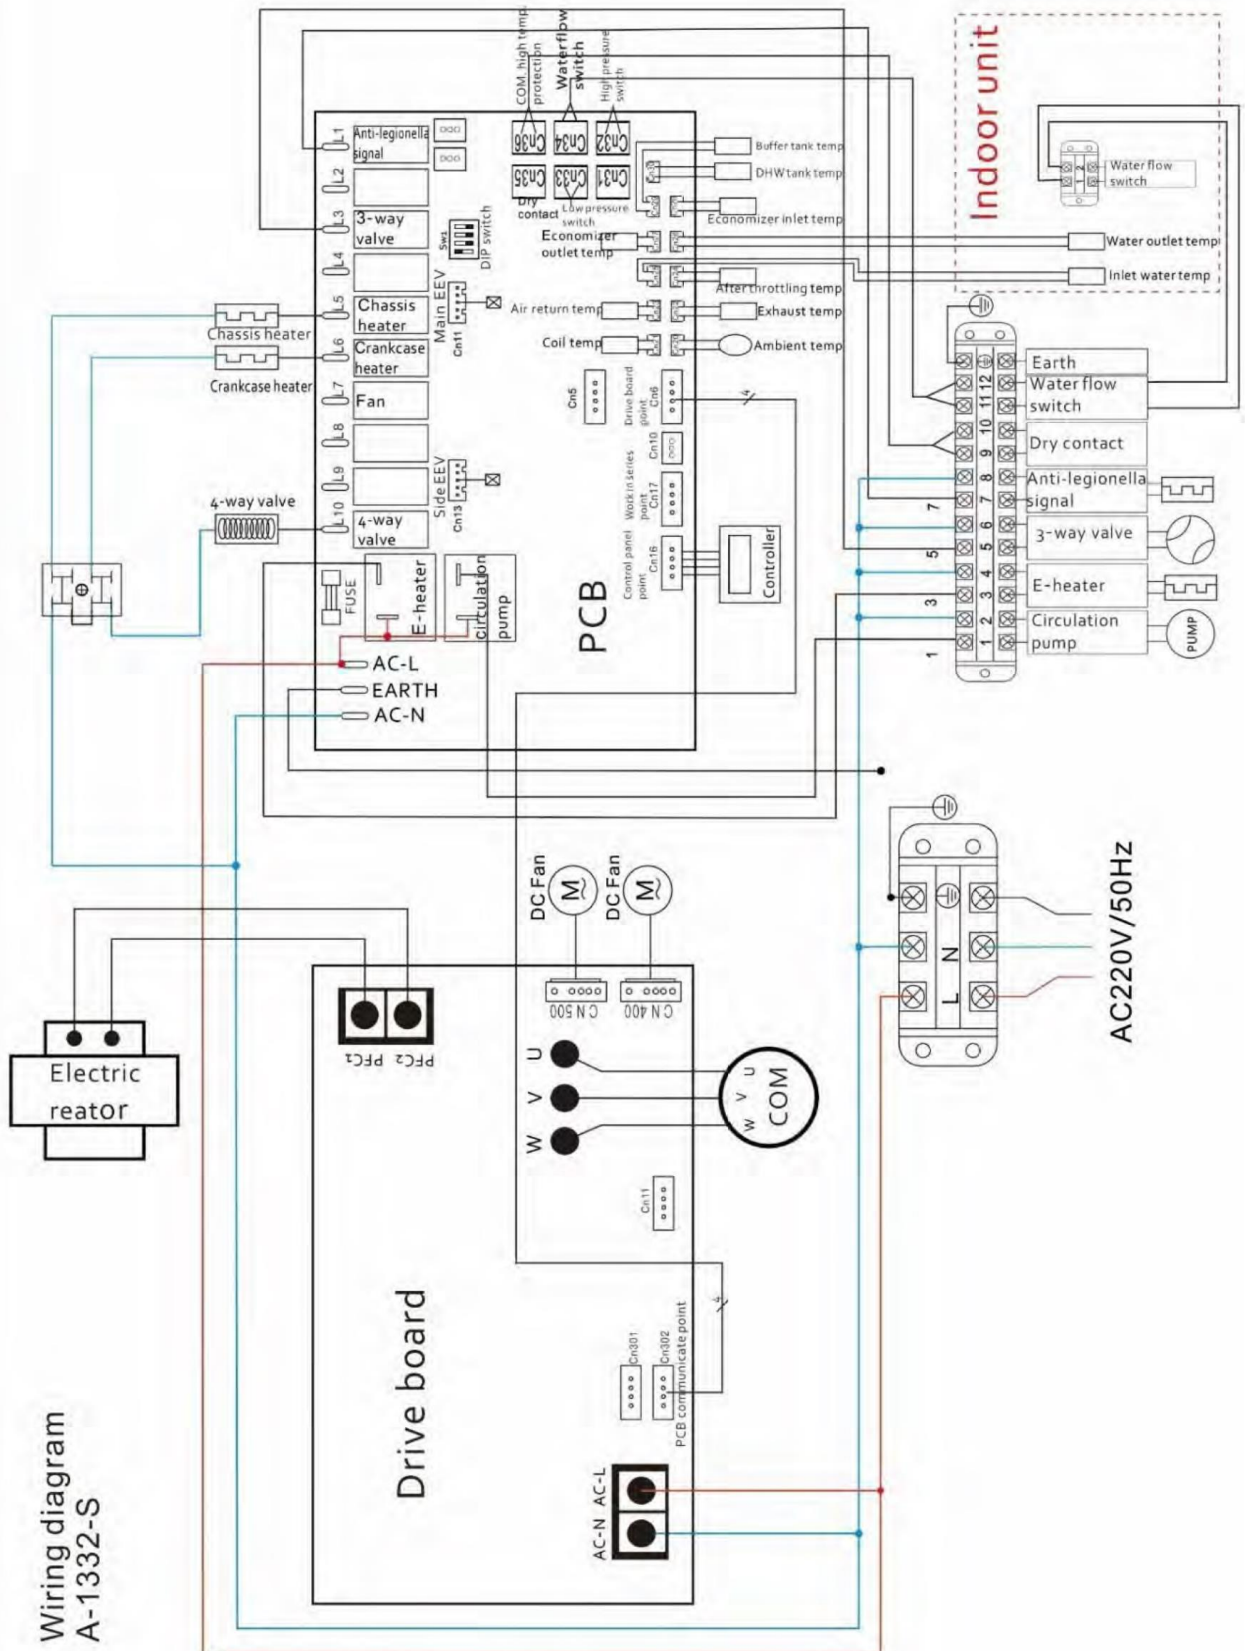 Wiring diagram
A-1332-S
Indoor unit
Water flow
switch
1
2
Water outlet temp
Inlet water temp
COM. high temp.
protection
Waterflow
switch
High pressure
switch
Cn36
Cn34
Cn32
Cn35
Cn33
Cn31
Dry
contact
Low pressure
switch
L1
Anti-legionella
signal
L2
L3
3-way
valve
L4
L5
Chassis
heater
L6
Crankcase
heater
L7
Fan
L8
L9
L10
4-way
valve
SW1
DIP switch
Main EEV
Cn11
Side EEV
Cn13
Chassis heater
Crankcase heater
4-way valve
Buffer tank temp
DHW tank temp
Economizer inlet temp
Economizer
outlet temp
After throttling temp
Air return temp
Exhaust temp
Coil temp
Ambient temp
Cn5
Drive board
point
Cn6
4
Cn10
Work in series
point
Cn17
Control panel
point
Cn16
Controller
FUSE
E-heater
circulation
pump
PCB
AC-L
EARTH
AC-N
Earth
12
Water flow
11
switch
10
Dry contact
9
8
Anti-legionella
7
signal
7
6
3-way valve
5
5
4
E-heater
3
3
2
Circulation
1
pump
1
PUMP
DC Fan
M
DC Fan
M
CN500
CN400
PFC1
PFC2
Electric
reator
U
V
W
U
V
W
COM
L
N
AC220V/50Hz
Cn11
Drive board
Cn301
Cn302
PCB communicate point
4
AC-L
AC-N